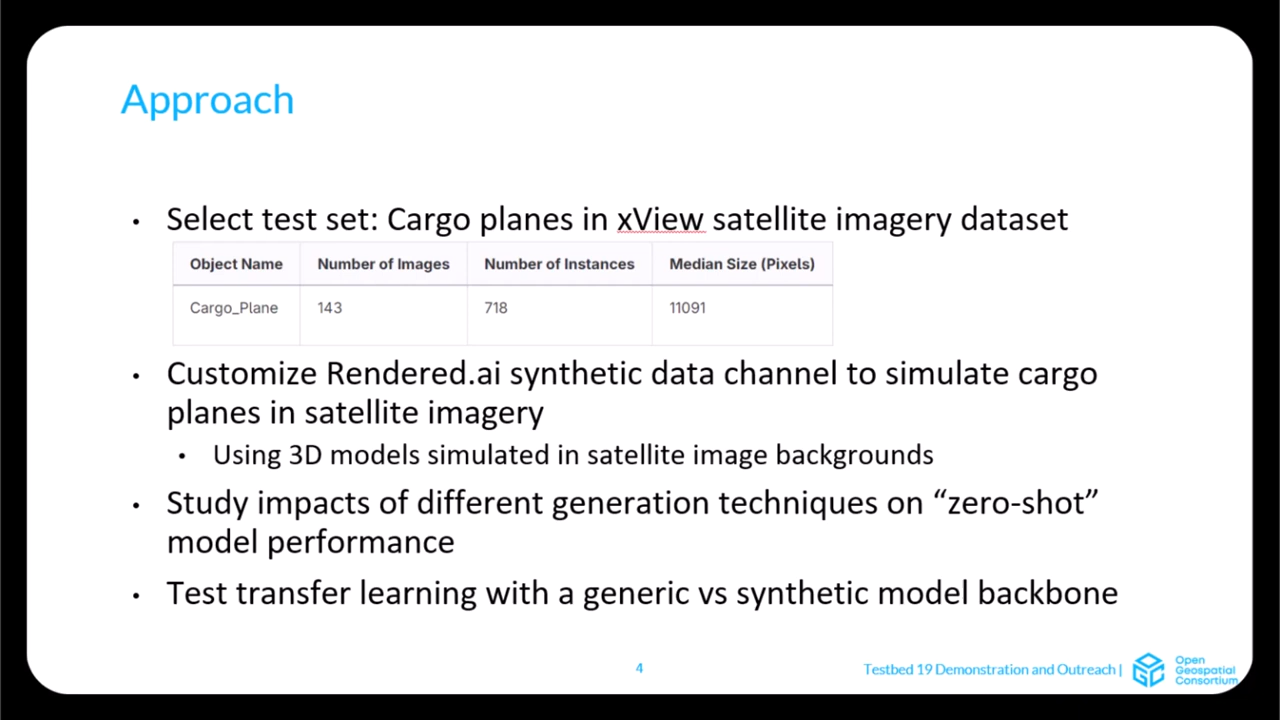 Approach
• Select test set: Cargo planes in xView satellite imagery dataset
Object Name Number of Images Number of Instances Median Size (Pixels)
Cargo_Plane 143 718 11091
• Customize Rendered.ai synthetic data channel to simulate cargo
planes in satellite imagery
• Using 3D models simulated in satellite image backgrounds
• Study impacts of different generation techniques on “zero-shot”
model performance
• Test transfer learning with a generic vs synthetic model backbone
4
Testbed 19 Demonstration and Outreach |
OGC
Open
Geospatial
Consortium